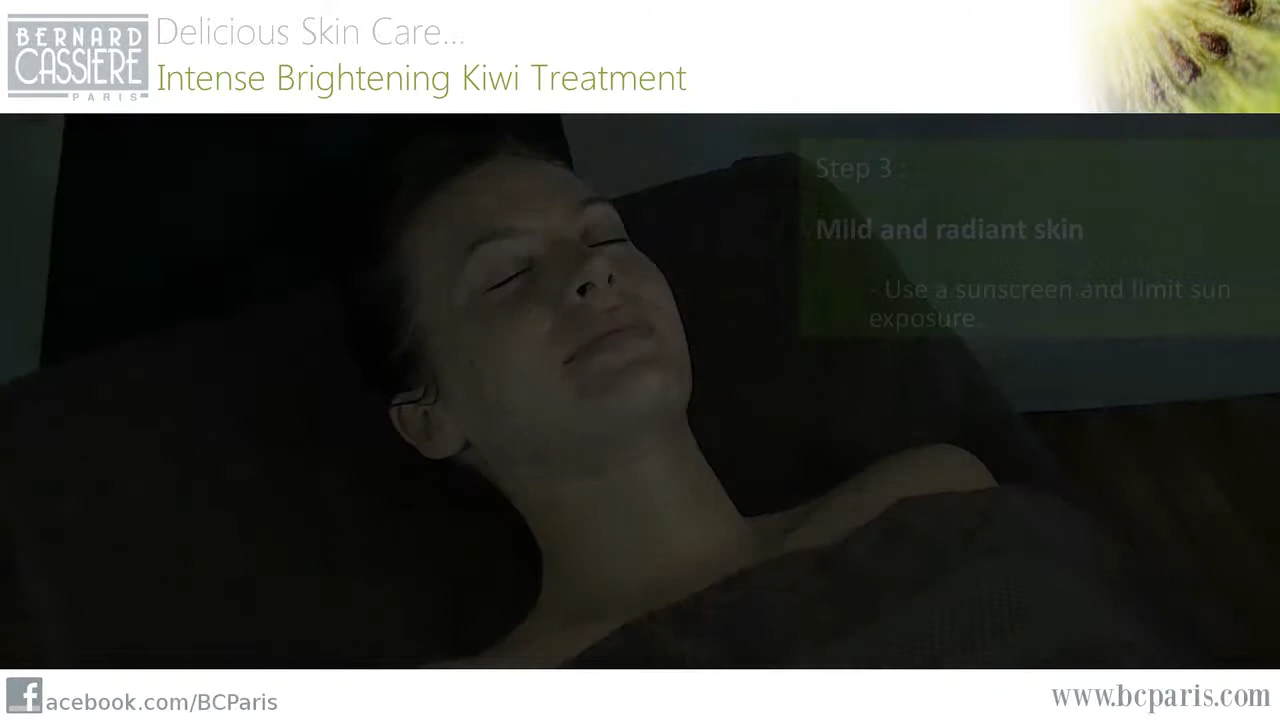 BERNARD
CASSIERE
PARIS
Delicious Skin Care...
Intense Brightening Kiwi Treatment
Step 3 :
Mild and radiant skin
- Use a sunscreen and limit sun
exposure.
facebook.com/BCParis
www.bcparis.com